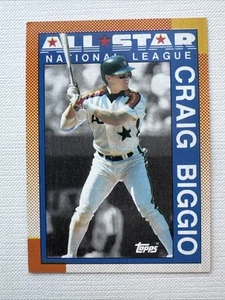 ALL★STAR
NATIONAL LEAGUE
CRAIG BIGGIO
Topps